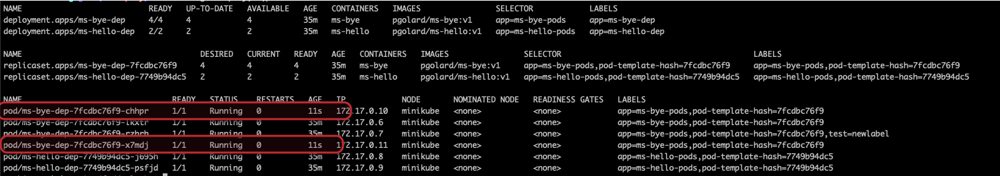 NAME READY UP-TO-DATE AVAILABLE AGE CONTAINERS IMAGES SELECTOR LABELS
deployment.apps/ms-bye-dep 4/4 4 4 35m ms-bye pgolard/ms-bye:v1 app=ms-bye-pods app=ms-bye-dep
deployment.apps/ms-hello-dep 2/2 2 2 35m ms-hello pgolard/ms-hello:v1 app=ms-hello-pods app=ms-hello-dep
NAME DESIRED CURRENT READY AGE CONTAINERS IMAGES SELECTOR LABELS
replicaset.apps/ms-bye-dep-7fcdbc76f9 4 4 4 35m ms-bye pgolard/ms-bye:v1 app=ms-bye-pods,pod-template-hash=7fcdbc76f9 app=ms-bye-pods,pod-template-hash=7fcdbc76f9
replicaset.apps/ms-hello-dep-7749b94dc5 2 2 2 35m ms-hello pgolard/ms-hello:v1 app=ms-hello-pods,pod-template-hash=7749b94dc5 app=ms-hello-pods,pod-template-hash=7749b94dc5
NAME READY STATUS RESTARTS AGE IP NODE NOMINATED NODE READINESS GATES LABELS
pod/ms-bye-dep-7fcdbc76f9-chhpr 1/1 Running 0 11s 172.17.0.10 minikube <none> <none> app=ms-bye-pods,pod-template-hash=7fcdbc76f9
pod/ms-bye-dep-7fcdbc76f9-lkxtr 1/1 Running 0 35m 172.17.0.6 minikube <none> <none> app=ms-bye-pods,pod-template-hash=7fcdbc76f9
pod/ms-bye-dep-7fcdbc76f9-rzhrh 1/1 Running 0 35m 172.17.0.7 minikube <none> <none> app=ms-bye-pods,pod-template-hash=7fcdbc76f9,test=newlabel
pod/ms-bye-dep-7fcdbc76f9-x7mdj 1/1 Running 0 11s 172.17.0.11 minikube <none> <none> app=ms-bye-pods,pod-template-hash=7fcdbc76f9
pod/ms-hello-dep-7749b94dc5-j695h 1/1 Running 0 35m 172.17.0.8 minikube <none> <none> app=ms-hello-pods,pod-template-hash=7749b94dc5
pod/ms-hello-dep-7749b94dc5-psfjd 1/1 Running 0 35m 172.17.0.9 minikube <none> <none> app=ms-hello-pods,pod-template-hash=7749b94dc5